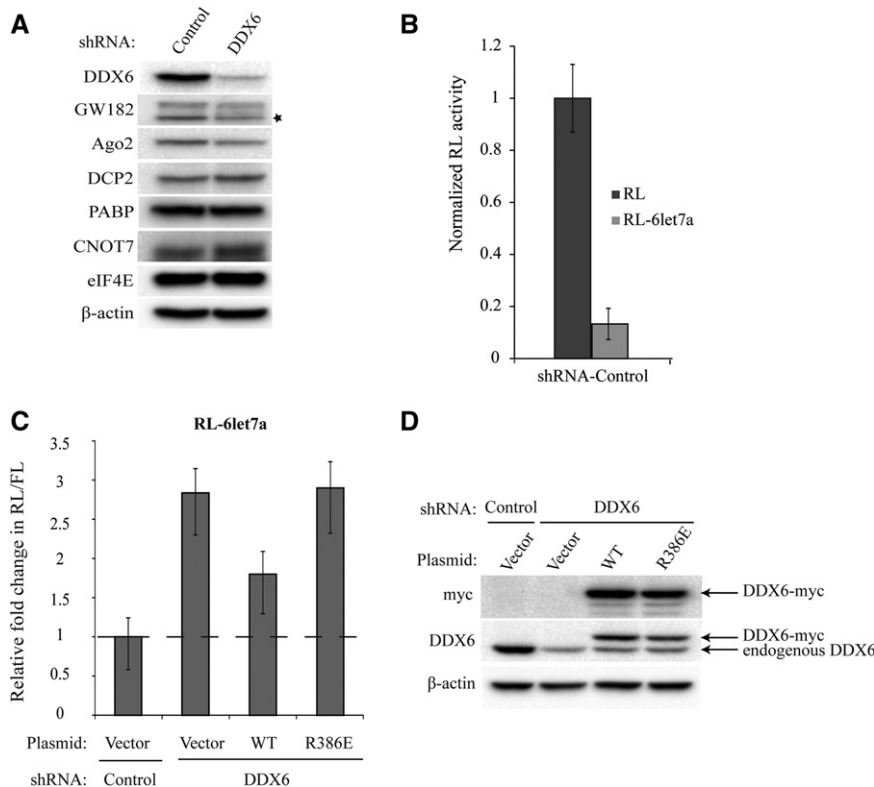 A
shRNA: Control DDX6
DDX6
GW182
Ago2
DCP2
PABP
CNOT7
eIF4E
β-actin
B
Normalized RL activity
1.2
1
0.8
0.6
0.4
0.2
0
RL
RL-6let7a
shRNA-Control
C
RL-6let7a
Relative fold change in RL/FL
3.5
3
2.5
2
1.5
1
0.5
0
Plasmid: Vector Vector WT R386E
shRNA: Control DDX6
D
shRNA: Control DDX6
Plasmid: Vector Vector WT R386E
myc DDX6-myc
DDX6 DDX6-myc
endogenous DDX6
β-actin